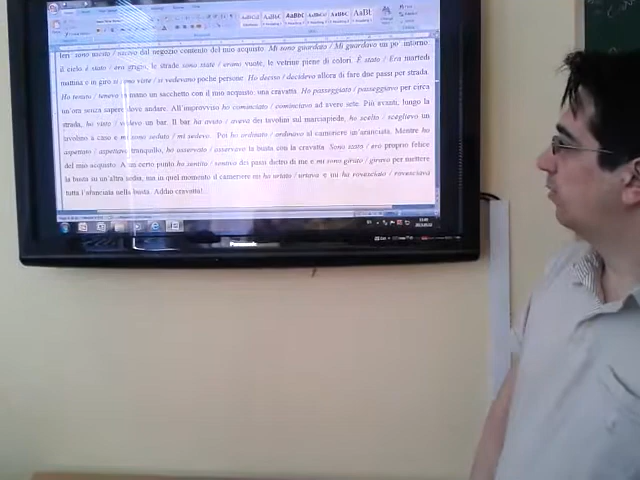 Ieri sono uscito / uscivo dal negozio contento del mio acquisto. Mi sono guardato / Mi guardavo un po' intorno
il cielo è stato / era grigio, le strade sono state / erano vuote, le vetrine piene di colori. È stato / Era martedì
mattina e in giro si sono viste / si vedevano poche persone. Ho deciso / decidevo allora di fare due passi per strada.
Ho tenuto / tenevo in mano un sacchetto con il mio acquisto: una cravatta. Ho passeggiato / passeggiavo per circa
un'ora senza sapere dove andare. All'improvviso ho cominciato / cominciavo ad avere sete. Più avanti, lungo la
strada, ho visto / vedevo un bar. Il bar ha avuto / aveva dei tavolini sul marciapiede, ho scelto / sceglievo un
tavolino a caso e mi sono seduto / mi sedevo. Poi ho ordinato / ordinavo al cameriere un'aranciata. Mentre ho
aspettato / aspettavo tranquillo, ho osservato / osservavo la busta con la cravatta. Sono stato / ero proprio felice
del mio acquisto. A un certo punto ho sentito / sentivo dei passi dietro di me e mi sono girato / giravo per mettere
la busta su un'altra sedia, ma in quel momento il cameriere mi ha urtato / urtava e mi ha rovesciato / rovesciava
tutta l'aranciata nella busta. Addio cravatta!
Panasonic